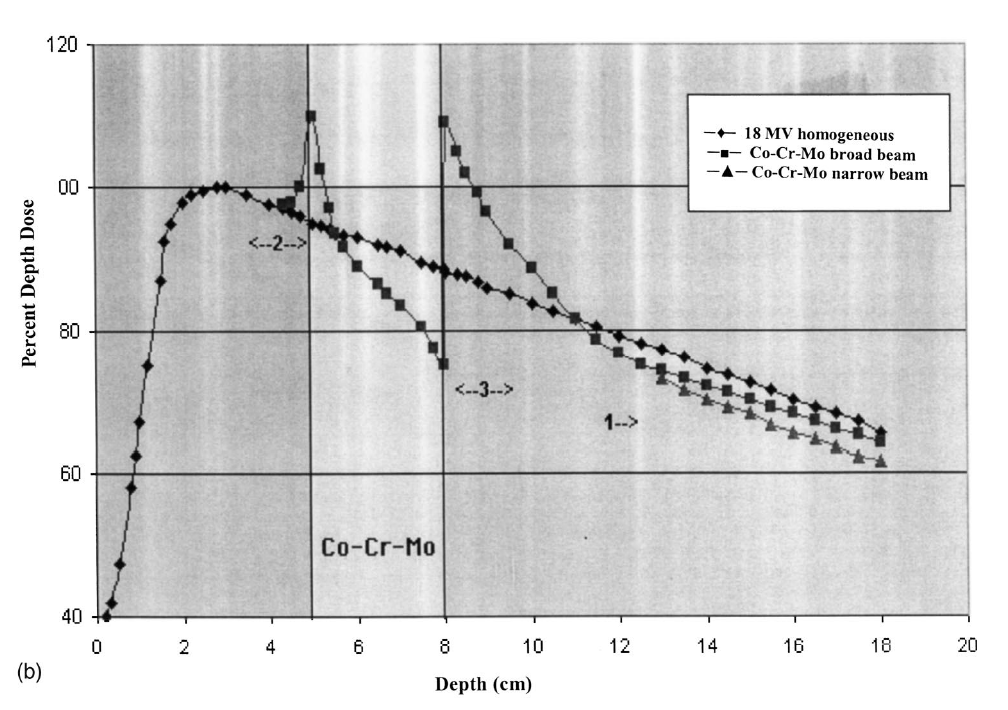 120
00
80
60
40
Percent Depth Dose
18 MV homogeneous
Co-Cr-Mo broad beam
Co-Cr-Mo narrow beam
<--2-->
<--3-->
1-->
Co-Cr-Mo
0 2 4 6 8 10 12 14 16 18 20
(b)
Depth (cm)